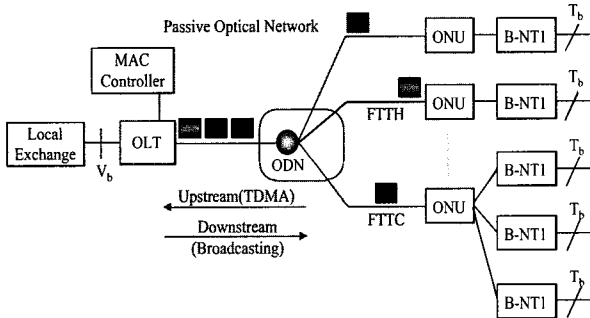 Passive Optical Network
MAC
Controller
Local
Exchange
V_b
OLT
ODN
Upstream(TDMA)
Downstream
(Broadcasting)
ONU
B-NT1
T_b
FTTH
ONU
B-NT1
T_b
FTTC
ONU
B-NT1
T_b
B-NT1
T_b
B-NT1
T_b